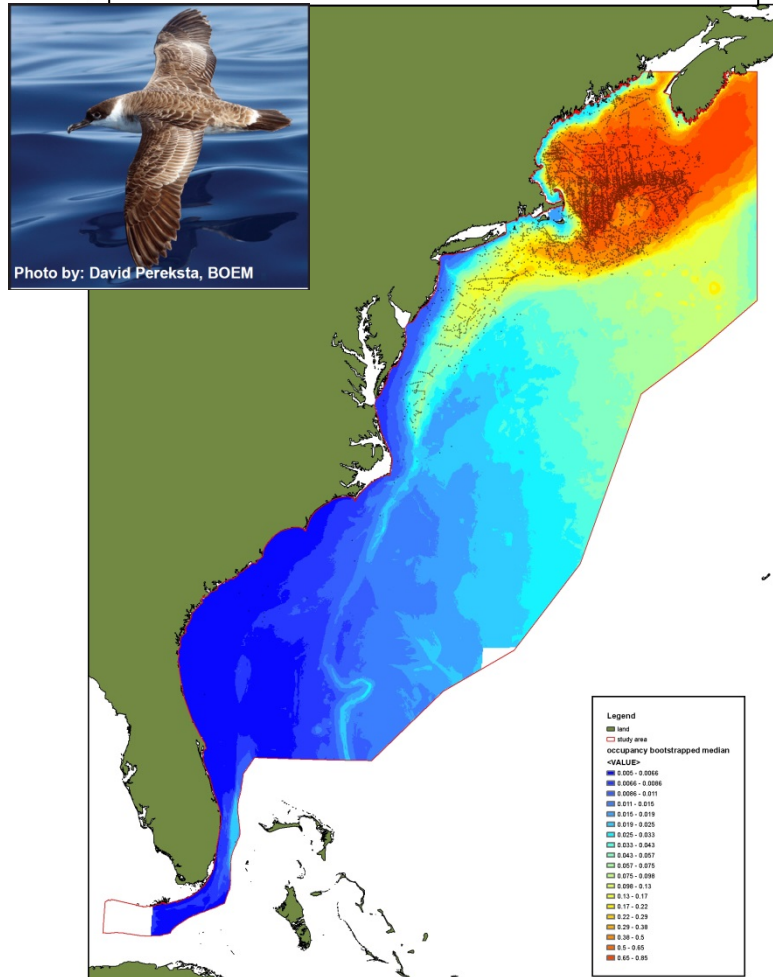 Photo by: David Pereksta, BOEM
Legend
land
study area
occupancy bootstrapped median
<VALUE>
0.005 - 0.0066
0.0066 - 0.0086
0.0086 - 0.011
0.011 - 0.015
0.015 - 0.019
0.019 - 0.025
0.025 - 0.033
0.033 - 0.043
0.043 - 0.057
0.057 - 0.075
0.075 - 0.098
0.098 - 0.13
0.13 - 0.17
0.17 - 0.22
0.22 - 0.29
0.29 - 0.38
0.38 - 0.5
0.5 - 0.65
0.65 - 0.85